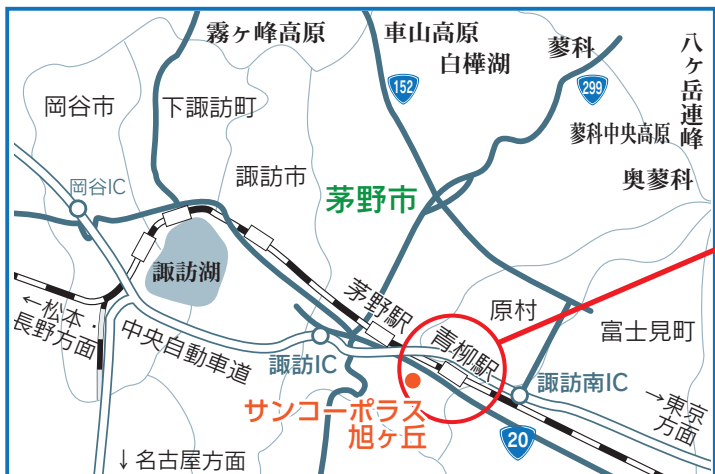 霧ヶ峰高原
車山高原
白樺湖
蓼科
八ヶ岳連峰
152
299
岡谷市
下諏訪町
蓼科中央高原
諏訪市
奥蓼科
岡谷IC
茅野市
諏訪湖
茅野駅
原村
←松本・
長野方面
中央自動車道
青柳駅
富士見町
諏訪IC
諏訪南IC
サンコーポラス
旭ヶ丘
→東京
方面
20
↓名古屋方面